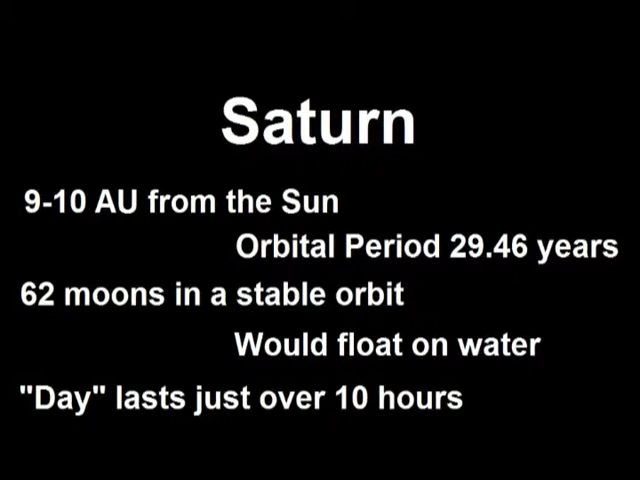 Saturn
9-10 AU from the Sun
Orbital Period 29.46 years
62 moons in a stable orbit
Would float on water
"Day" lasts just over 10 hours